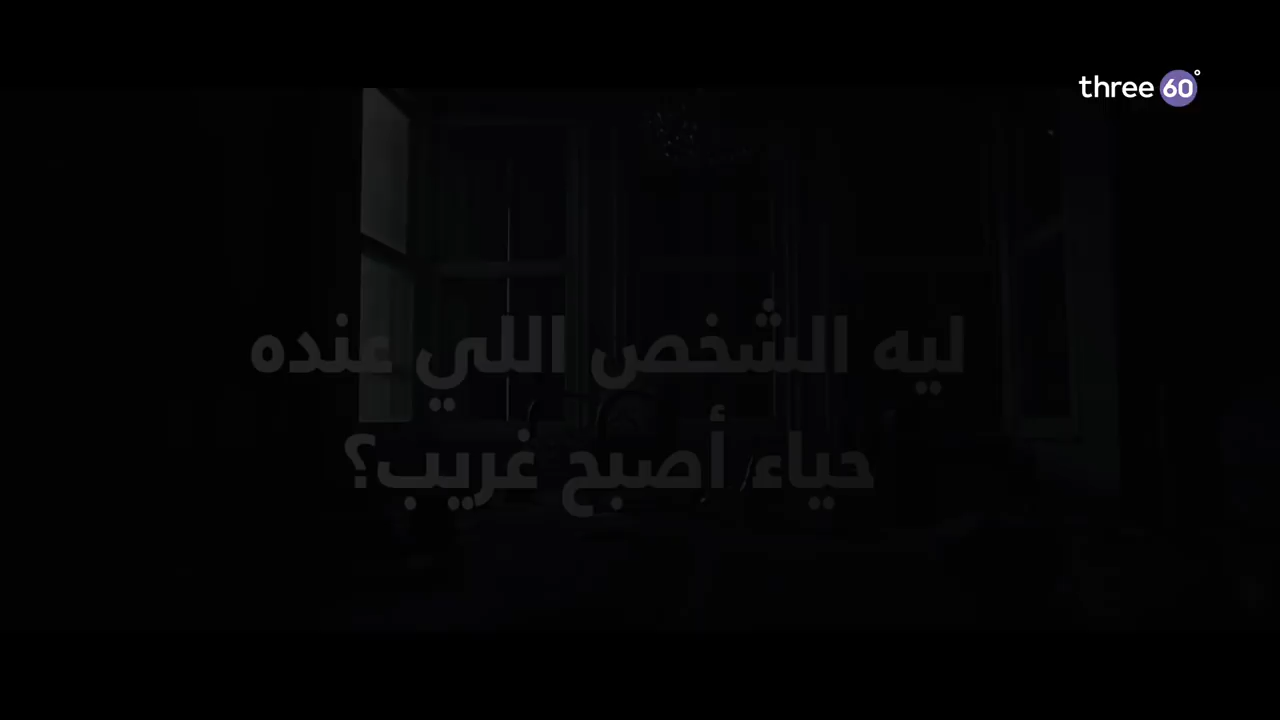 three 60°
ليه الشخص اللي عنده
حياء أصبح غريب؟